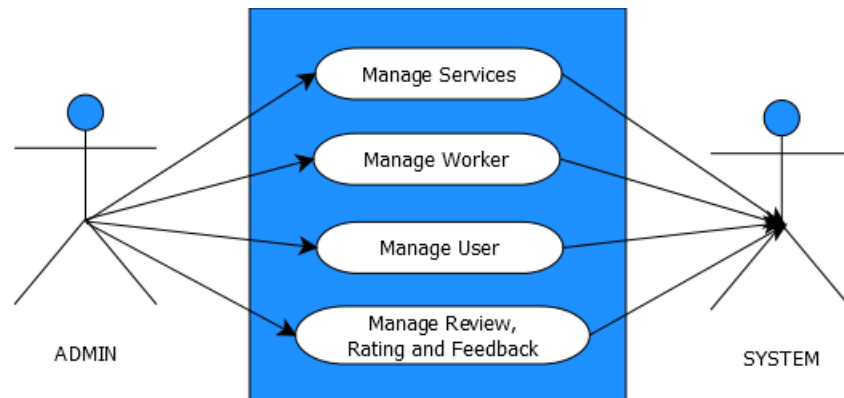 Manage Services
Manage Worker
Manage User
Manage Review,
Rating and Feedback
ADMIN
SYSTEM